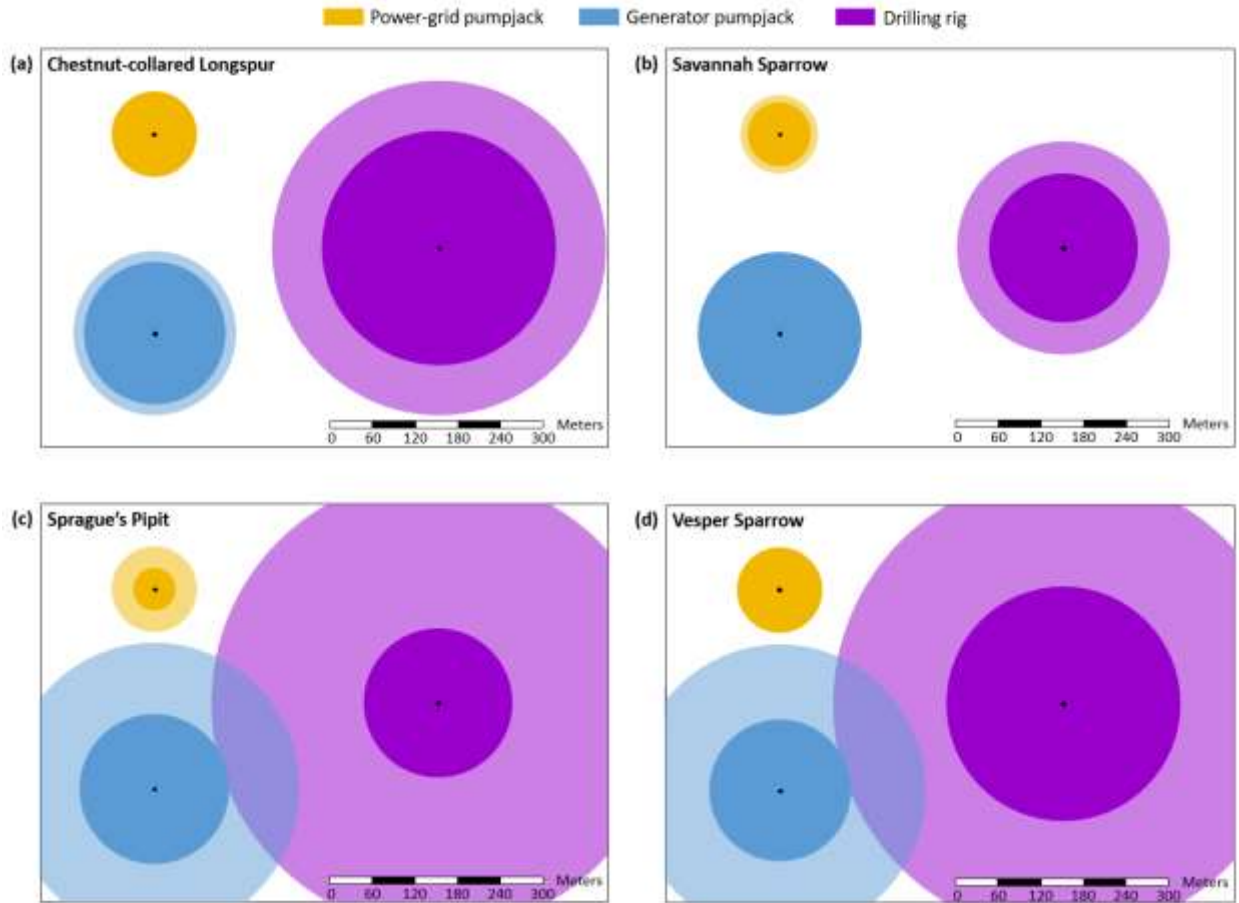 Power-grid pumpjack Generator pumpjack Drilling rig
(a) Chestnut-collared Longspur
Meters
0 60 120 180 240 300
(b) Savannah Sparrow
Meters
0 60 120 180 240 300
(c) Sprague's Pipit
Meters
0 60 120 180 240 300
(d) Vesper Sparrow
Meters
0 60 120 180 240 300